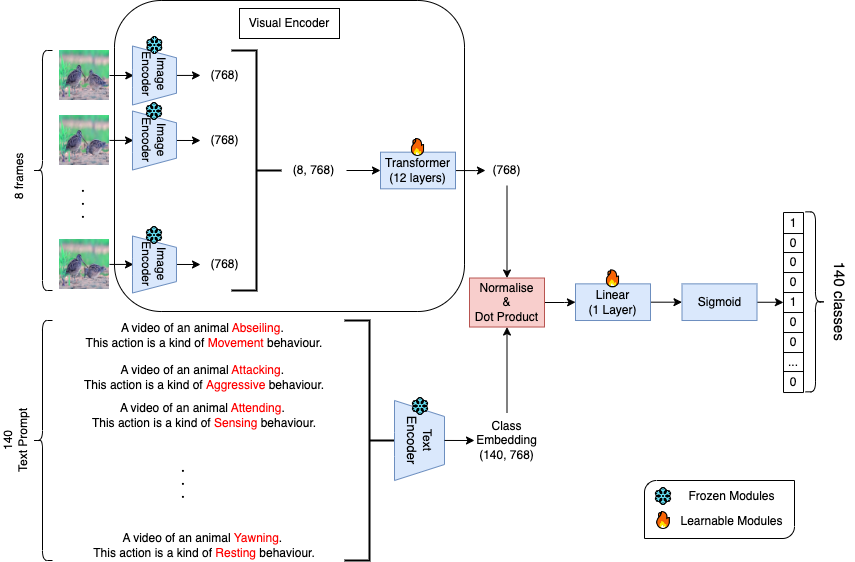 Visual Encoder
8 frames
Image
Encoder
(768)
Image
Encoder
(768)
.
.
.
Image
Encoder
(768)
(8, 768)
Transformer
(12 layers)
(768)
Normalise
&
Dot Product
Linear
(1 Layer)
Sigmoid
1
0
0
0
1
0
0
...
0
140 classes
140
Text Prompt
A video of an animal Abseiling.
This action is a kind of Movement behaviour.
A video of an animal Attacking.
This action is a kind of Aggressive behaviour.
A video of an animal Attending.
This action is a kind of Sensing behaviour.
.
.
.
A video of an animal Yawning.
This action is a kind of Resting behaviour.
Text
Encoder
Class
Embedding
(140, 768)
Frozen Modules
Learnable Modules